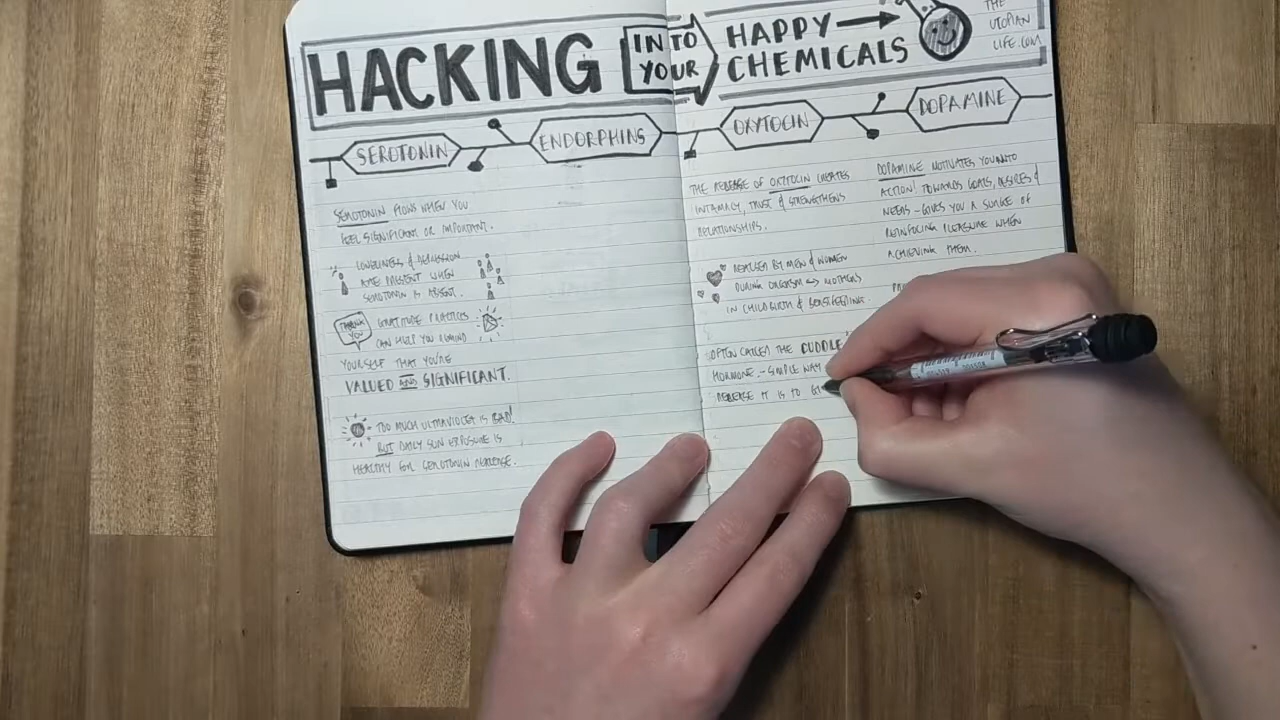 HACKING
INTO
YOUR
HAPPY
CHEMICALS
THE
UTOPIAN
LIFE.COM
SEROTONIN
ENDORPHINS
OXYTOCIN
DOPAMINE
SEROTONIN FLOWS WHEN YOU
FEEL SIGNIFICANT OR IMPORTANT.
LONELINESS & DEPRESSION
ARE PRESENT WHEN
SEROTONIN IS ABSENT.
THANK
YOU
GRATITUDE PRACTICES
CAN HELP YOU REMIND
YOURSELF THAT YOU'RE
VALUED AND SIGNIFICANT.
TOO MUCH ULTRAVIOLET IS BAD!
BUT DAILY SUN EXPOSURE IS
HEALTHY FOR SEROTONIN RELEASE.
THE RELEASE OF OXYTOCIN CREATES
INTIMACY, TRUST & STRENGTHENS
RELATIONSHIPS.
RELEASED BY MEN & WOMEN
DURING ORGASM MOTHERS
IN CHILDBIRTH & BREASTFEEDING.
OFTEN CALLED THE CUDDLE
HORMONE - SIMPLE WAY
RELEASE IT IS TO GI
DOPAMINE MOTIVATES YOU INTO
ACTION! TOWARDS GOALS, DESIRES &
NEEDS - GIVES YOU A SURGE OF
REINFORCING PLEASURE WHEN
ACHIEVING THEM.